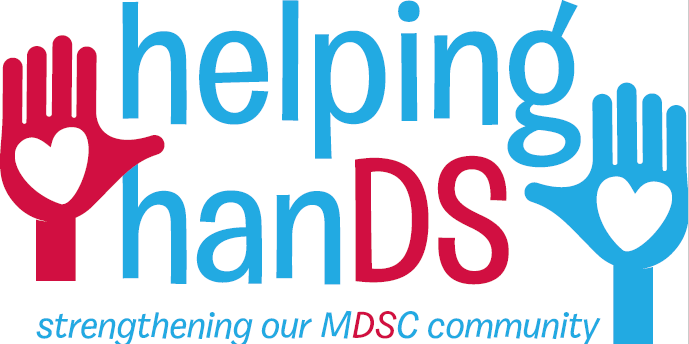 helping
hanDS
strengthening our MDSC community